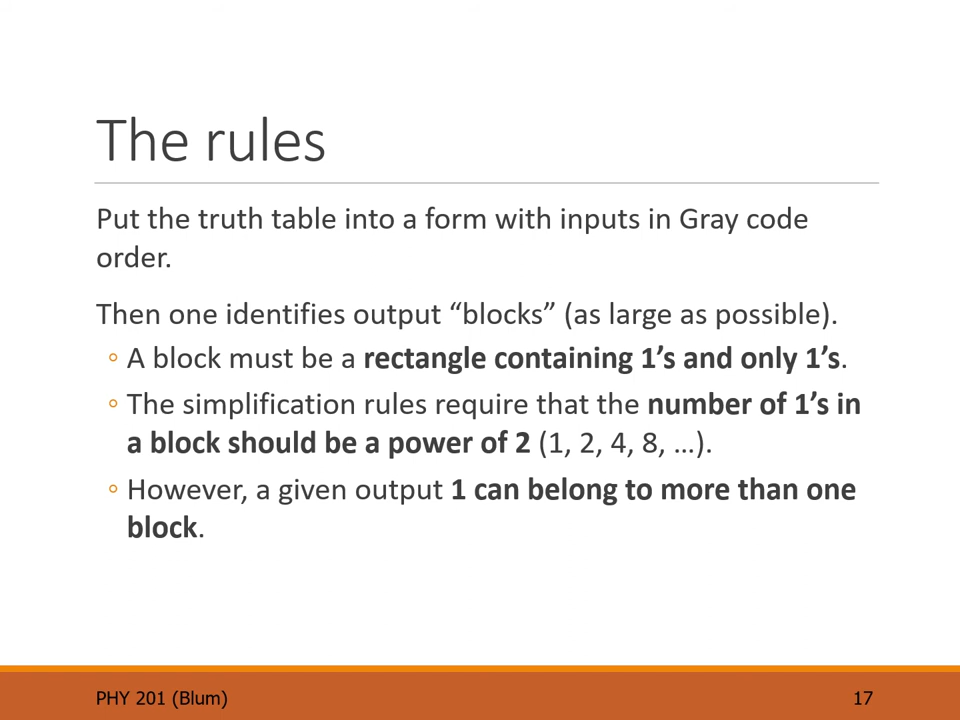 The rules
Put the truth table into a form with inputs in Gray code
order.
Then one identifies output “blocks” (as large as possible).
◦ A block must be a rectangle containing 1’s and only 1’s.
◦ The simplification rules require that the number of 1’s in
a block should be a power of 2 (1, 2, 4, 8, …).
◦ However, a given output 1 can belong to more than one
block.
PHY 201 (Blum) 17